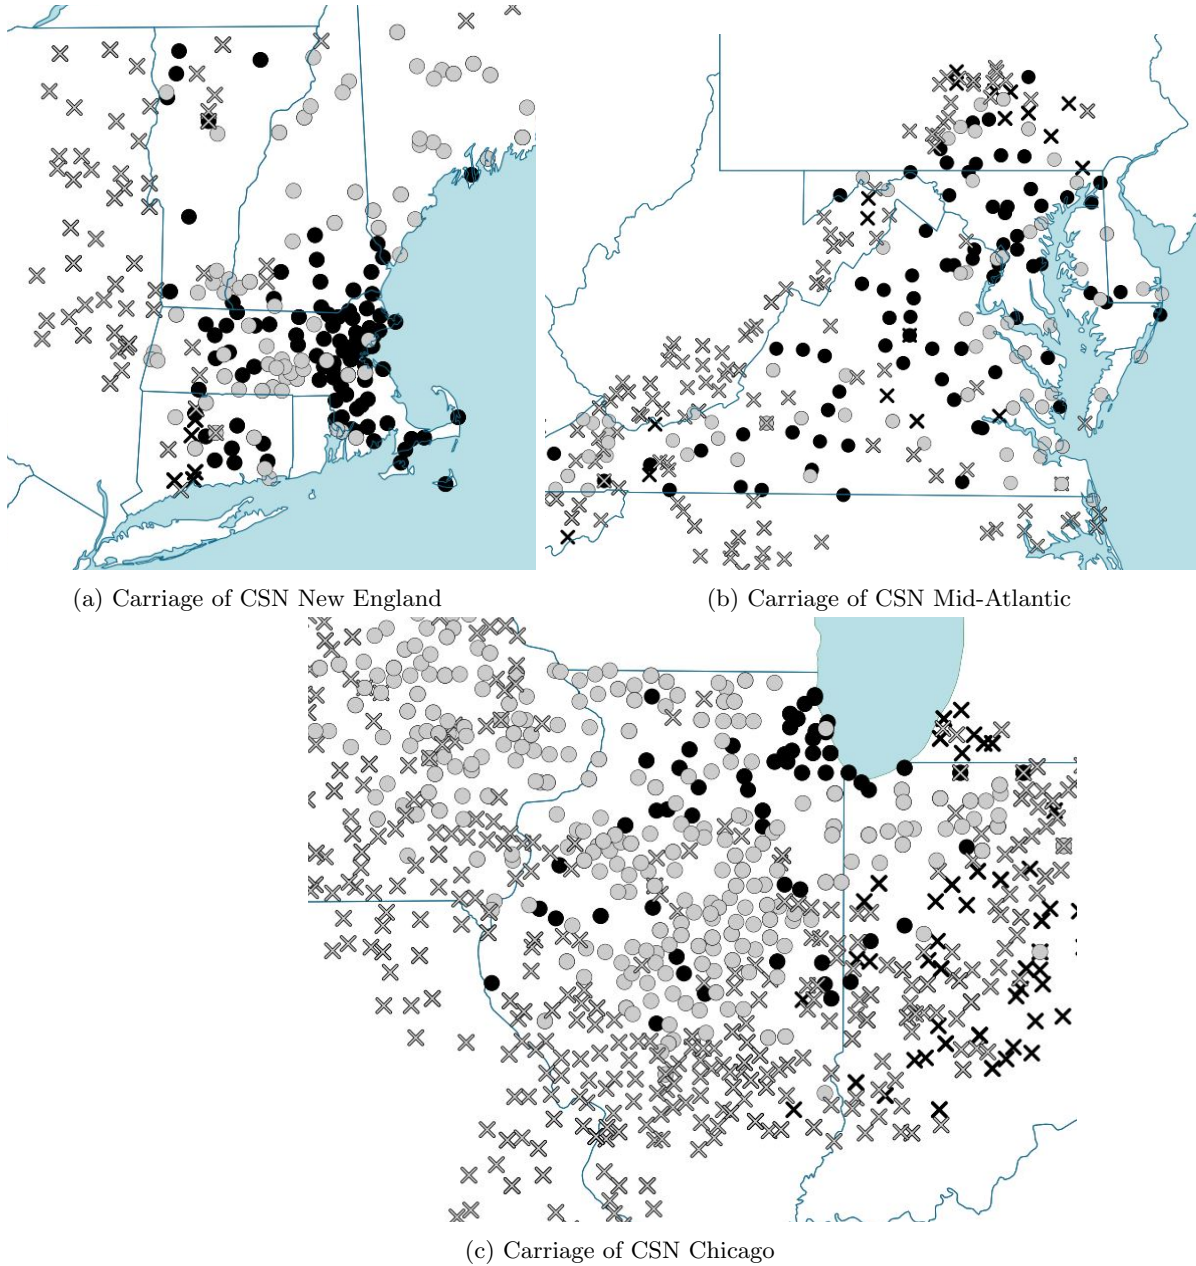 (a) Carriage of CSN New England
(b) Carriage of CSN Mid-Atlantic
(c) Carriage of CSN Chicago